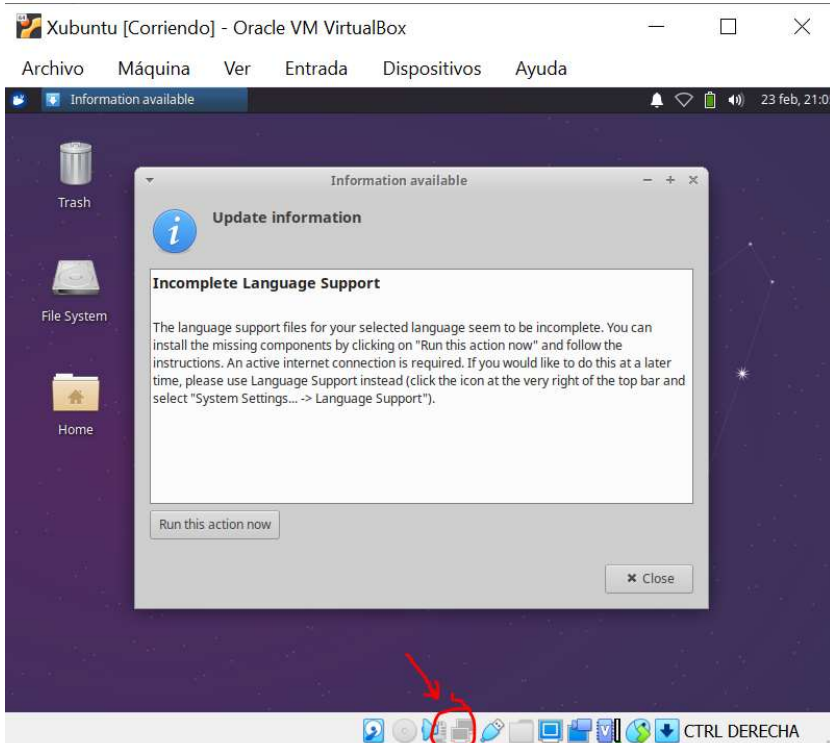 Xubuntu [Corriendo] - Oracle VM VirtualBox
Archivo Máquina Ver Entrada Dispositivos Ayuda
Information available 23 feb, 21:0
Information available
Trash
Update information
Incomplete Language Support
File System
The language support files for your selected language seem to be incomplete. You can
install the missing components by clicking on "Run this action now" and follow the
instructions. An active internet connection is required. If you would like to do this at a later
time, please use Language Support instead (click the icon at the very right of the top bar and
select "System Settings... -> Language Support").
Home
Run this action now
Close
CTRL DERECHA